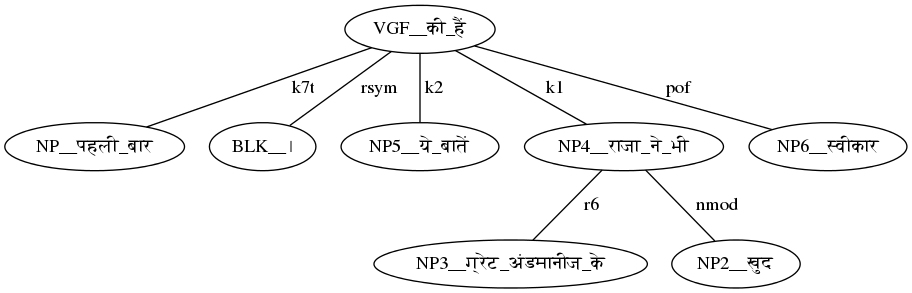 VGF__की_हैं
k7t rsym k2 k1 pof
NP__पहली_बार BLK__। NP5__ये_बातें NP4__राजा_ने_भी NP6__स्वीकार
r6 nmod
NP3__ग्रेट_अंडमानीज_के NP2__खुद